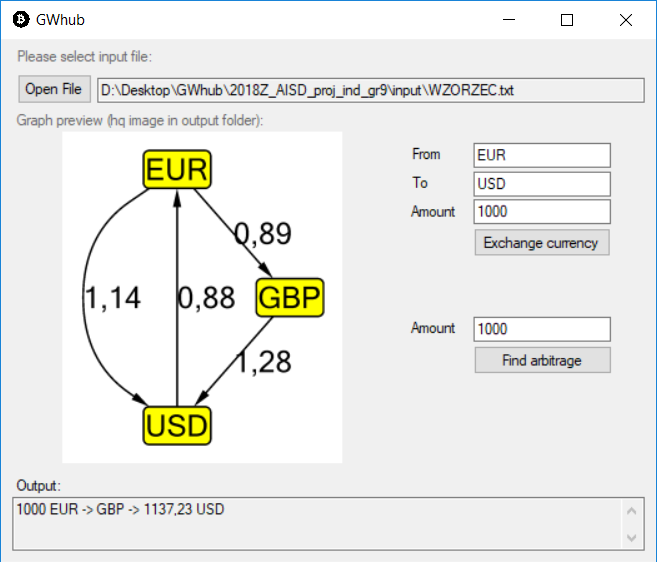 GWhub
Please select input file:
Open File D:\Desktop\GWhub\2018Z_AISD_proj_ind_gr9\input\WZORZEC.txt
Graph preview (hq image in output folder):
EUR
0,89
1,14
0,88
GBP
1,28
USD
From EUR
To USD
Amount 1000
Exchange currency
Amount 1000
Find arbitrage
Output:
1000 EUR -> GBP -> 1137,23 USD